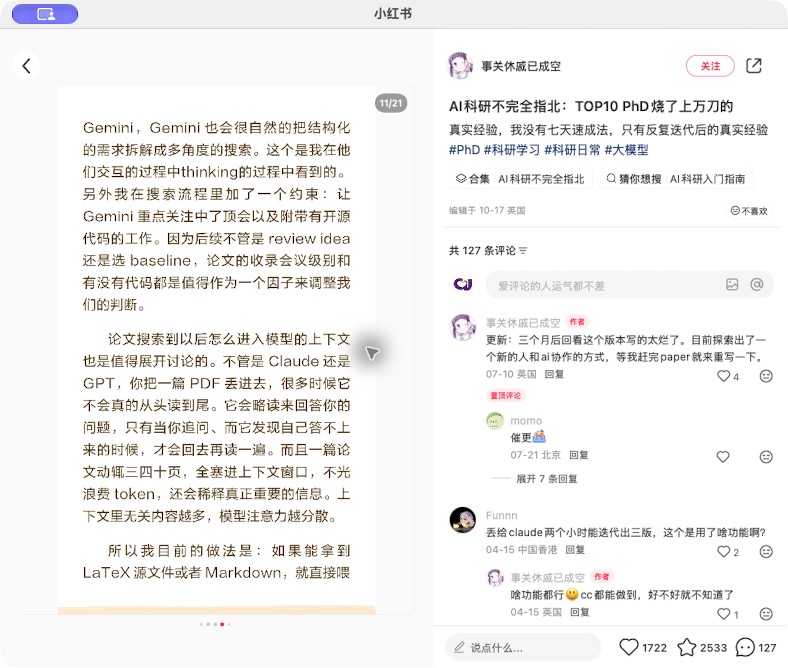 小红书
11/21
Gemini，Gemini 也会很自然的把结构化
的需求拆解成多角度的搜索。这个是我在他
们交互的过程中thinking的过程中看到的。
另外我在搜索流程里加了一个约束：让
Gemini 重点关注中了顶会以及附带有开源
代码的工作。因为后续不管是 review idea
还是选 baseline，论文的收录会议级别和
有没有代码都是值得作为一个因子来调整我
们的判断。
论文搜索到以后怎么进入模型的上下文
也是值得展开讨论的。不管是 Claude 还是
GPT，你把一篇 PDF 丢进去，很多时候它
不会真的从头读到尾。它会略读来回答你的
问题，只有当你追问、而它发现自己答不上
来的时候，才会回去再读一遍。而且一篇论
文动辄三四十页，全塞进上下文窗口，不光
浪费 token，还会稀释真正重要的信息。上
下文里无关内容越多，模型注意力越分散。
所以我目前的做法是：如果能拿到
LaTeX 源文件或者 Markdown，就直接喂
事关休戚已成空
关注
AI科研不完全指北：TOP10 PhD烧了上万刀的
真实经验，我没有七天速成法，只有反复迭代后的真实经验
#PhD #科研学习 #科研日常 #大模型
合集 AI科研不完全指北
猜你想搜 AI科研入门指南
编辑于 10-17 英国
不喜欢
共 127 条评论
CJ
爱评论的人运气都不差
事关休戚已成空 作者
更新：三个月后回看这个版本写的太烂了。目前探索出了一
个新的人和ai协作的方式，等我赶完paper就来重写一下。
07-10 英国 回复
4
置顶评论
momo
催更
07-21 北京 回复
展开 7 条回复
Funnn
丢给claude两个小时能迭代出三版，这个是用了啥功能啊?
04-15 中国香港 回复
2
事关休戚已成空 作者
啥功能都行😃cc都能做到，好不好就不知道了
04-15 英国 回复
1
说点什么...
1722
2533
127